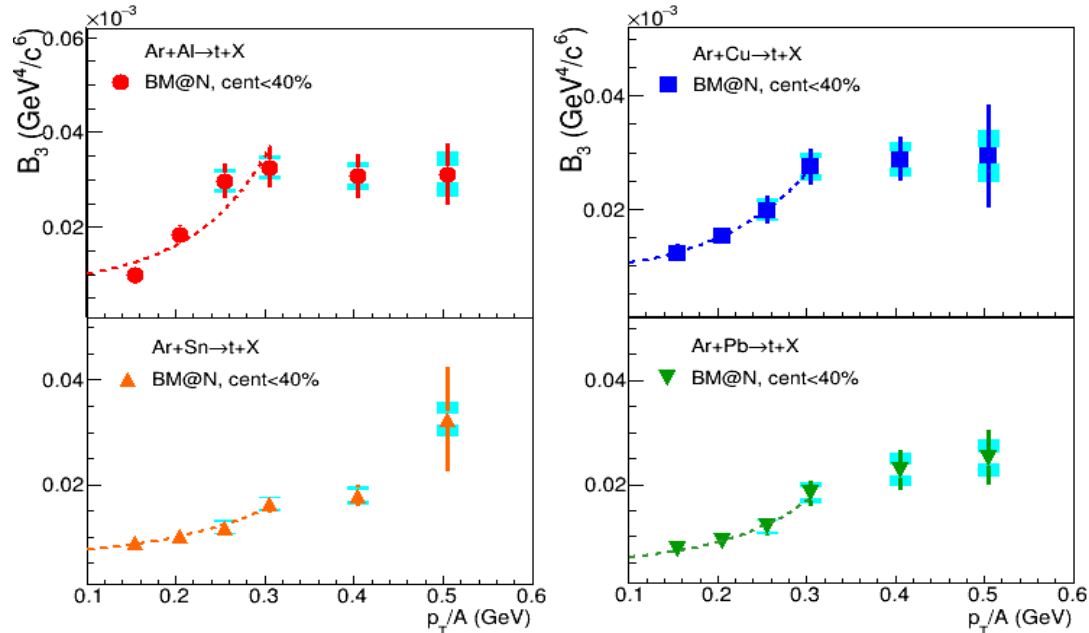 ×10⁻³
B₃ (GeV⁴/c⁶)
0.06
0.04
0.02
Ar+Al→t+X
BM@N, cent<40%
×10⁻³
B₃ (GeV⁴/c⁶)
0.04
0.02
Ar+Cu→t+X
BM@N, cent<40%
0.04
0.02
Ar+Sn→t+X
BM@N, cent<40%
0.1 0.2 0.3 0.4 0.5 0.6
p_T/A (GeV)
0.04
0.02
Ar+Pb→t+X
BM@N, cent<40%
0.1 0.2 0.3 0.4 0.5 0.6
p_T/A (GeV)